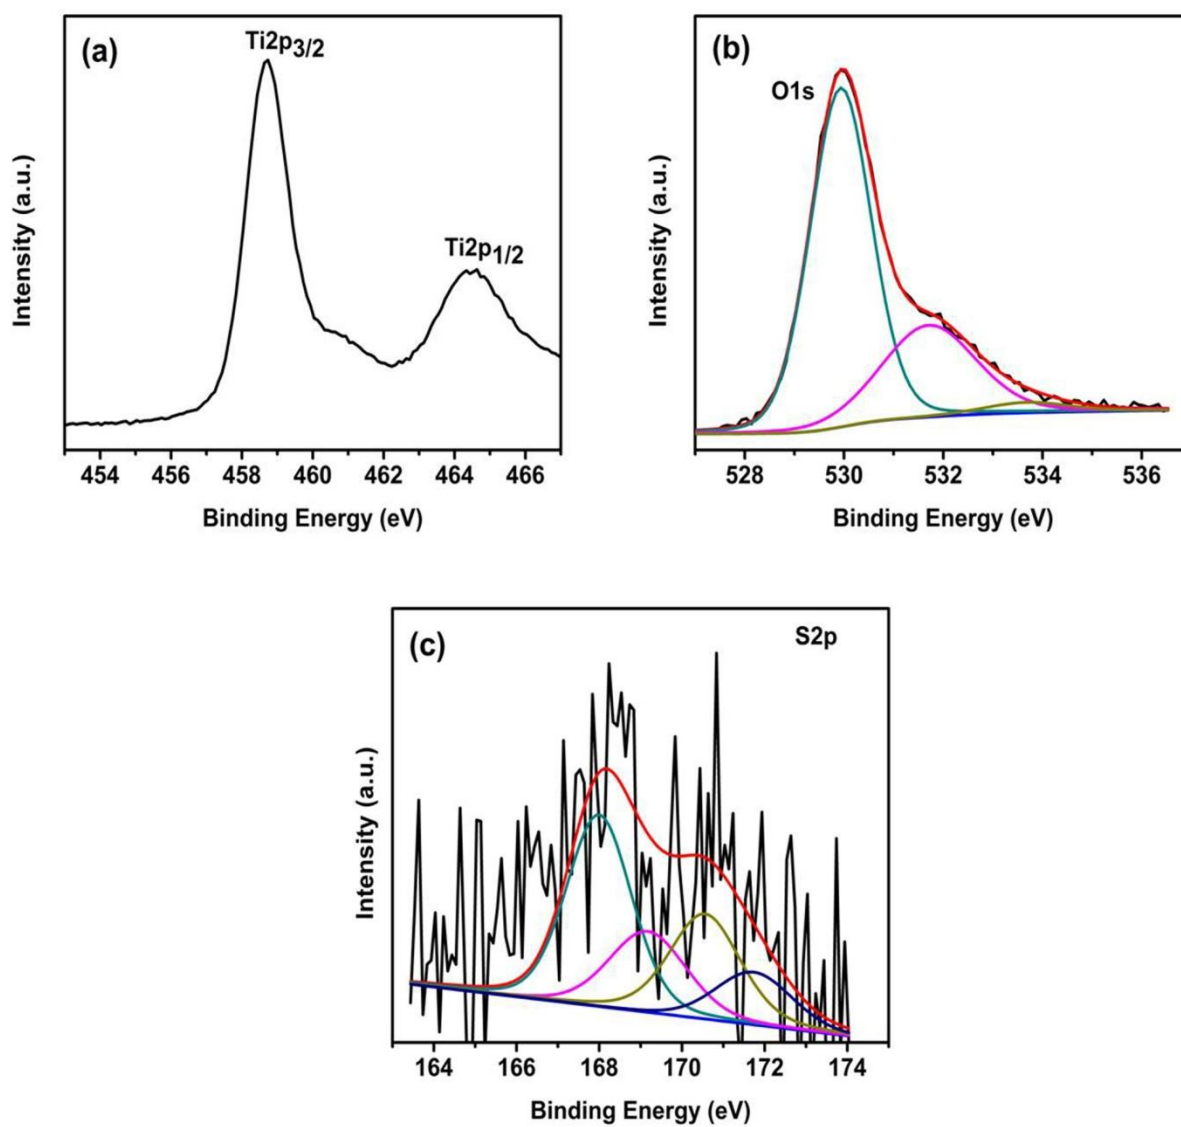 (a)
Ti2p3/2
Ti2p1/2
Intensity (a.u.)
454 456 458 460 462 464 466
Binding Energy (eV)
(b)
O1s
Intensity (a.u.)
528 530 532 534 536
Binding Energy (eV)
(c)
S2p
Intensity (a.u.)
164 166 168 170 172 174
Binding Energy (eV)